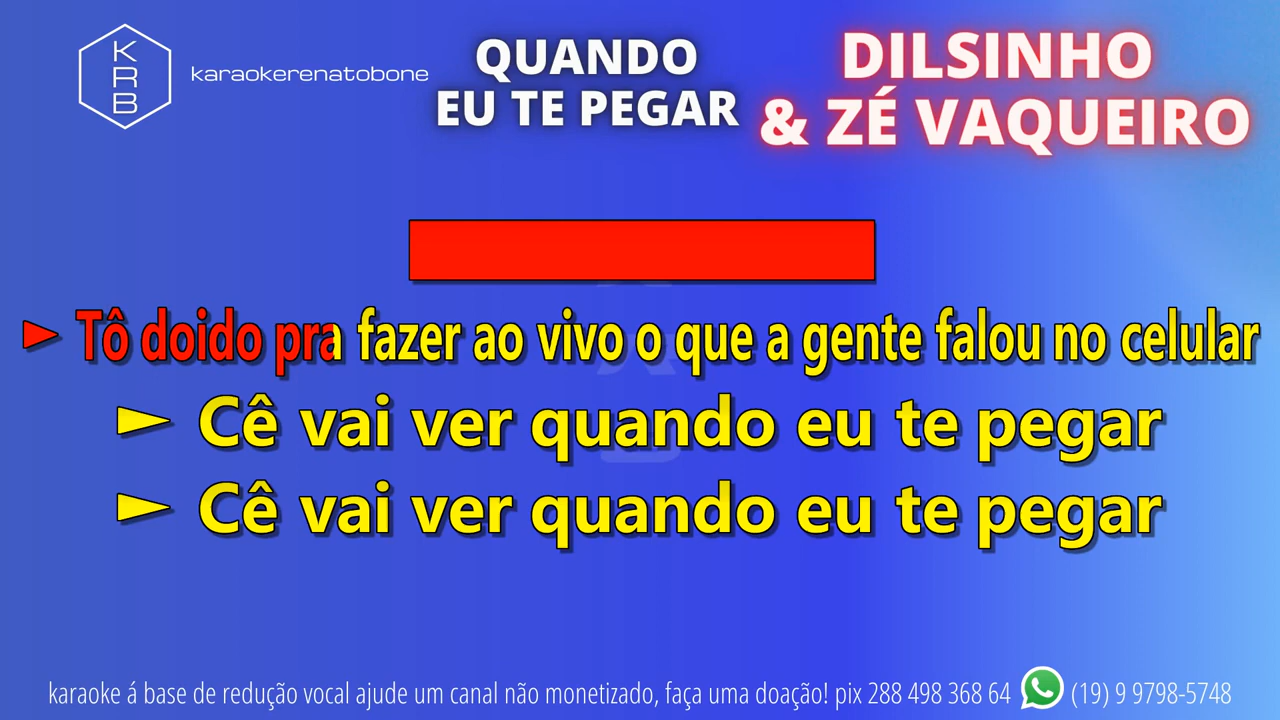 K
R
B
karaokerenatobone
QUANDO
EU TE PEGAR
DILSINHO
& ZÉ VAQUEIRO
Tô doido pra fazer ao vivo o que a gente falou no celular
Cê vai ver quando eu te pegar
Cê vai ver quando eu te pegar
karaoke á base de redução vocal ajude um canal não monetizado, faça uma doação! pix 288 498 368 64 (19) 9 9798-5748